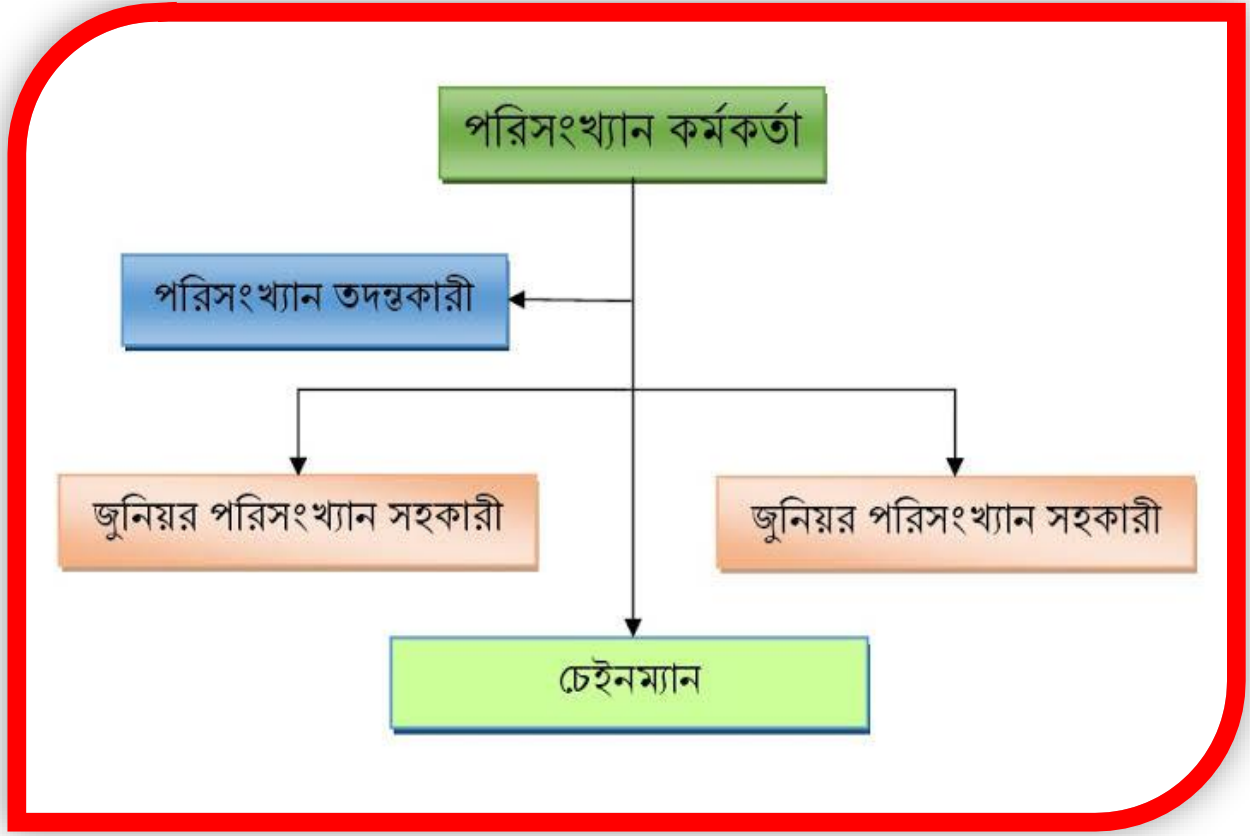 পরিসংখ্যান কর্মকর্তা
পরিসংখ্যান তদন্তকারী
জুনিয়র পরিসংখ্যান সহকারী
জুনিয়র পরিসংখ্যান সহকারী
চেইনম্যান